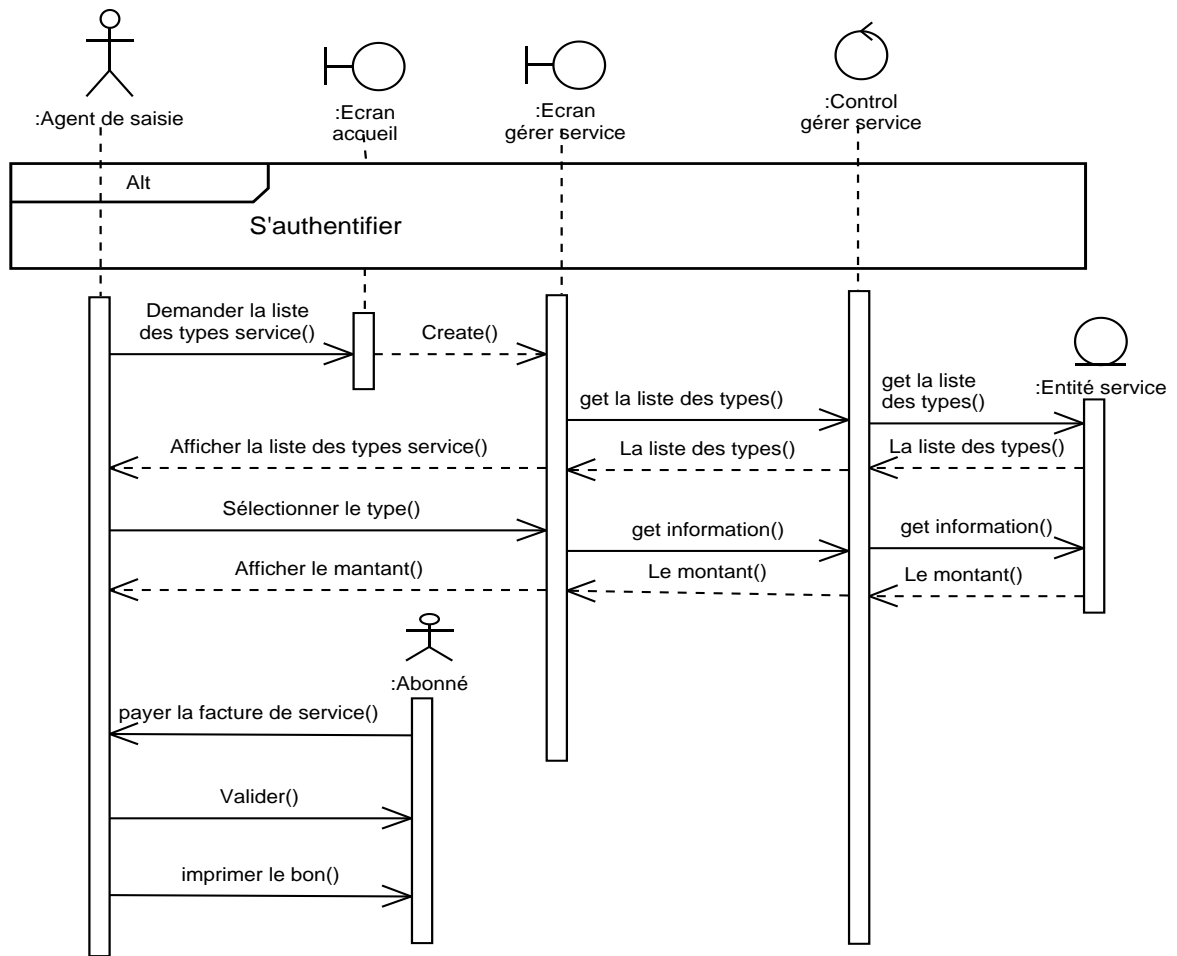 :Agent de saisie
:Ecran
accueil
:Ecran
gérer service
:Control
gérer service
Alt
S'authentifier
Demander la liste
des types service()
Create()
:Entité service
get la liste des types()
get la liste
des types()
Afficher la liste des types service()
La liste des types()
La liste des types()
Sélectionner le type()
get information()
get information()
Afficher le mantant()
Le montant()
Le montant()
:Abonné
payer la facture de service()
Valider()
imprimer le bon()